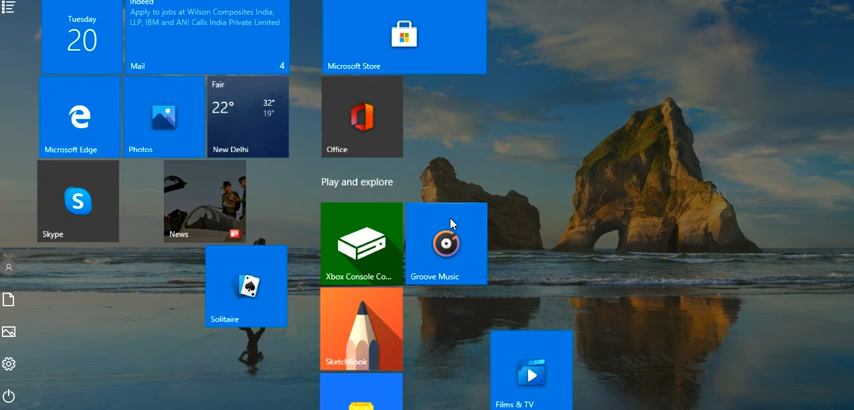 Indeed
Tuesday
20
Apply to jobs at Wilson Composites India,
LLP, IBM and ANI Calls India Private Limited
Mail
4
Microsoft Store
Fair
22°
32°
19°
Microsoft Edge
Photos
New Delhi
Office
Play and explore
S
Skype
News
Xbox Console Co...
Groove Music
Solitaire
SketchBook
Films & TV